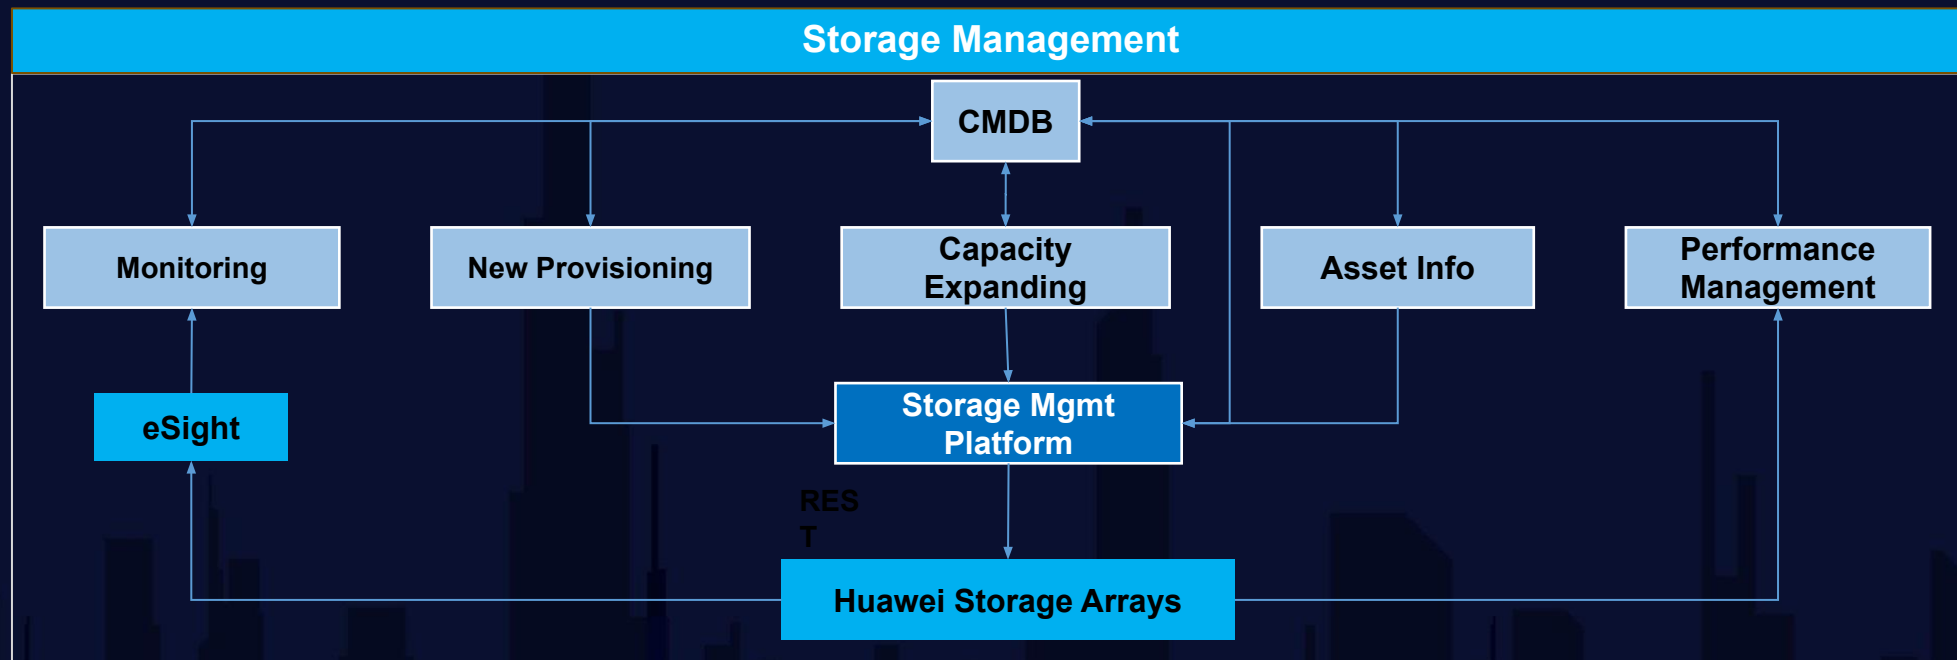 Storage Management
CMDB
Monitoring
New Provisioning
Capacity
Expanding
Asset Info
Performance
Management
eSight
Storage Mgmt
Platform
RES
T
Huawei Storage Arrays